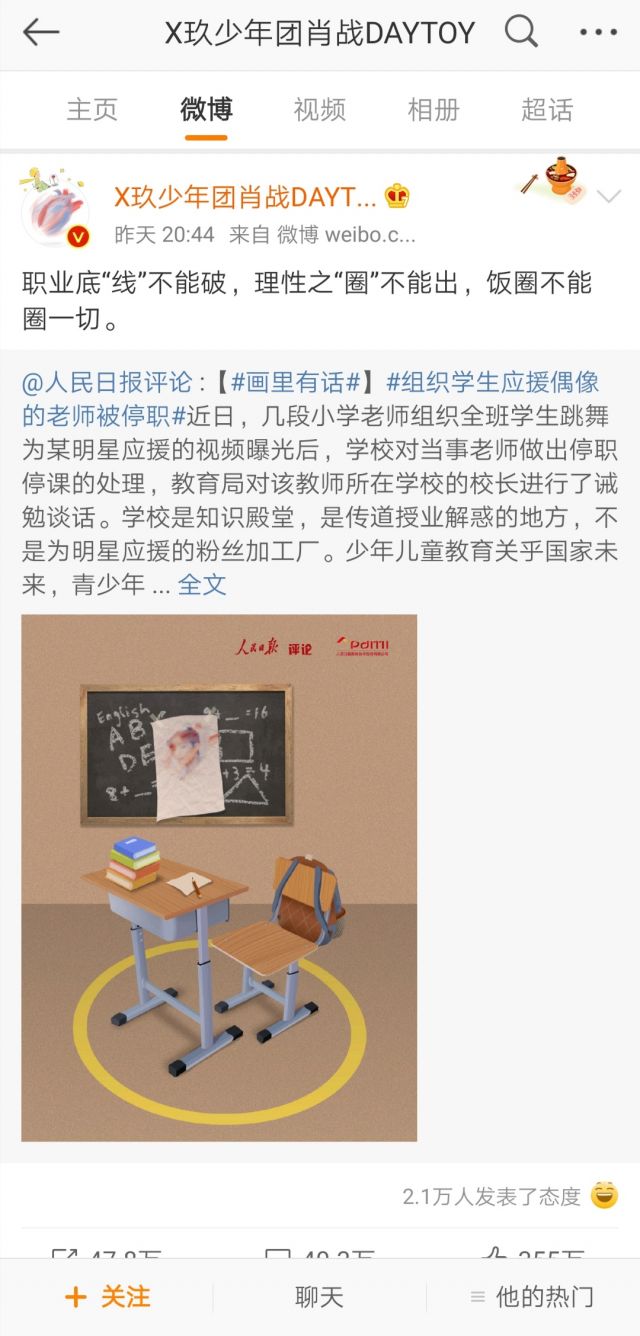 X玖少年团肖战DAYTOY
主页 微博 视频 相册 超话
X玖少年团肖战DAYT...
昨天 20:44 来自 微博 weibo.c...
职业底“线”不能破，理性之“圈”不能出，饭圈不能
圈一切。
@人民日报评论 :【#画里有话#】#组织学生应援偶像
的老师被停职#近日，几段小学老师组织全班学生跳舞
为某明星应援的视频曝光后，学校对当事老师做出停职
停课的处理，教育局对该教师所在学校的校长进行了诫
勉谈话。学校是知识殿堂，是传道授业解惑的地方，不
是为明星应援的粉丝加工厂。少年儿童教育关乎国家未
来，青少年 ... 全文
人民日报 评论 pdmi
English
AB
DE
=16
8+
+3=4
2.1万人发表了态度
+ 关注 聊天 他的热门